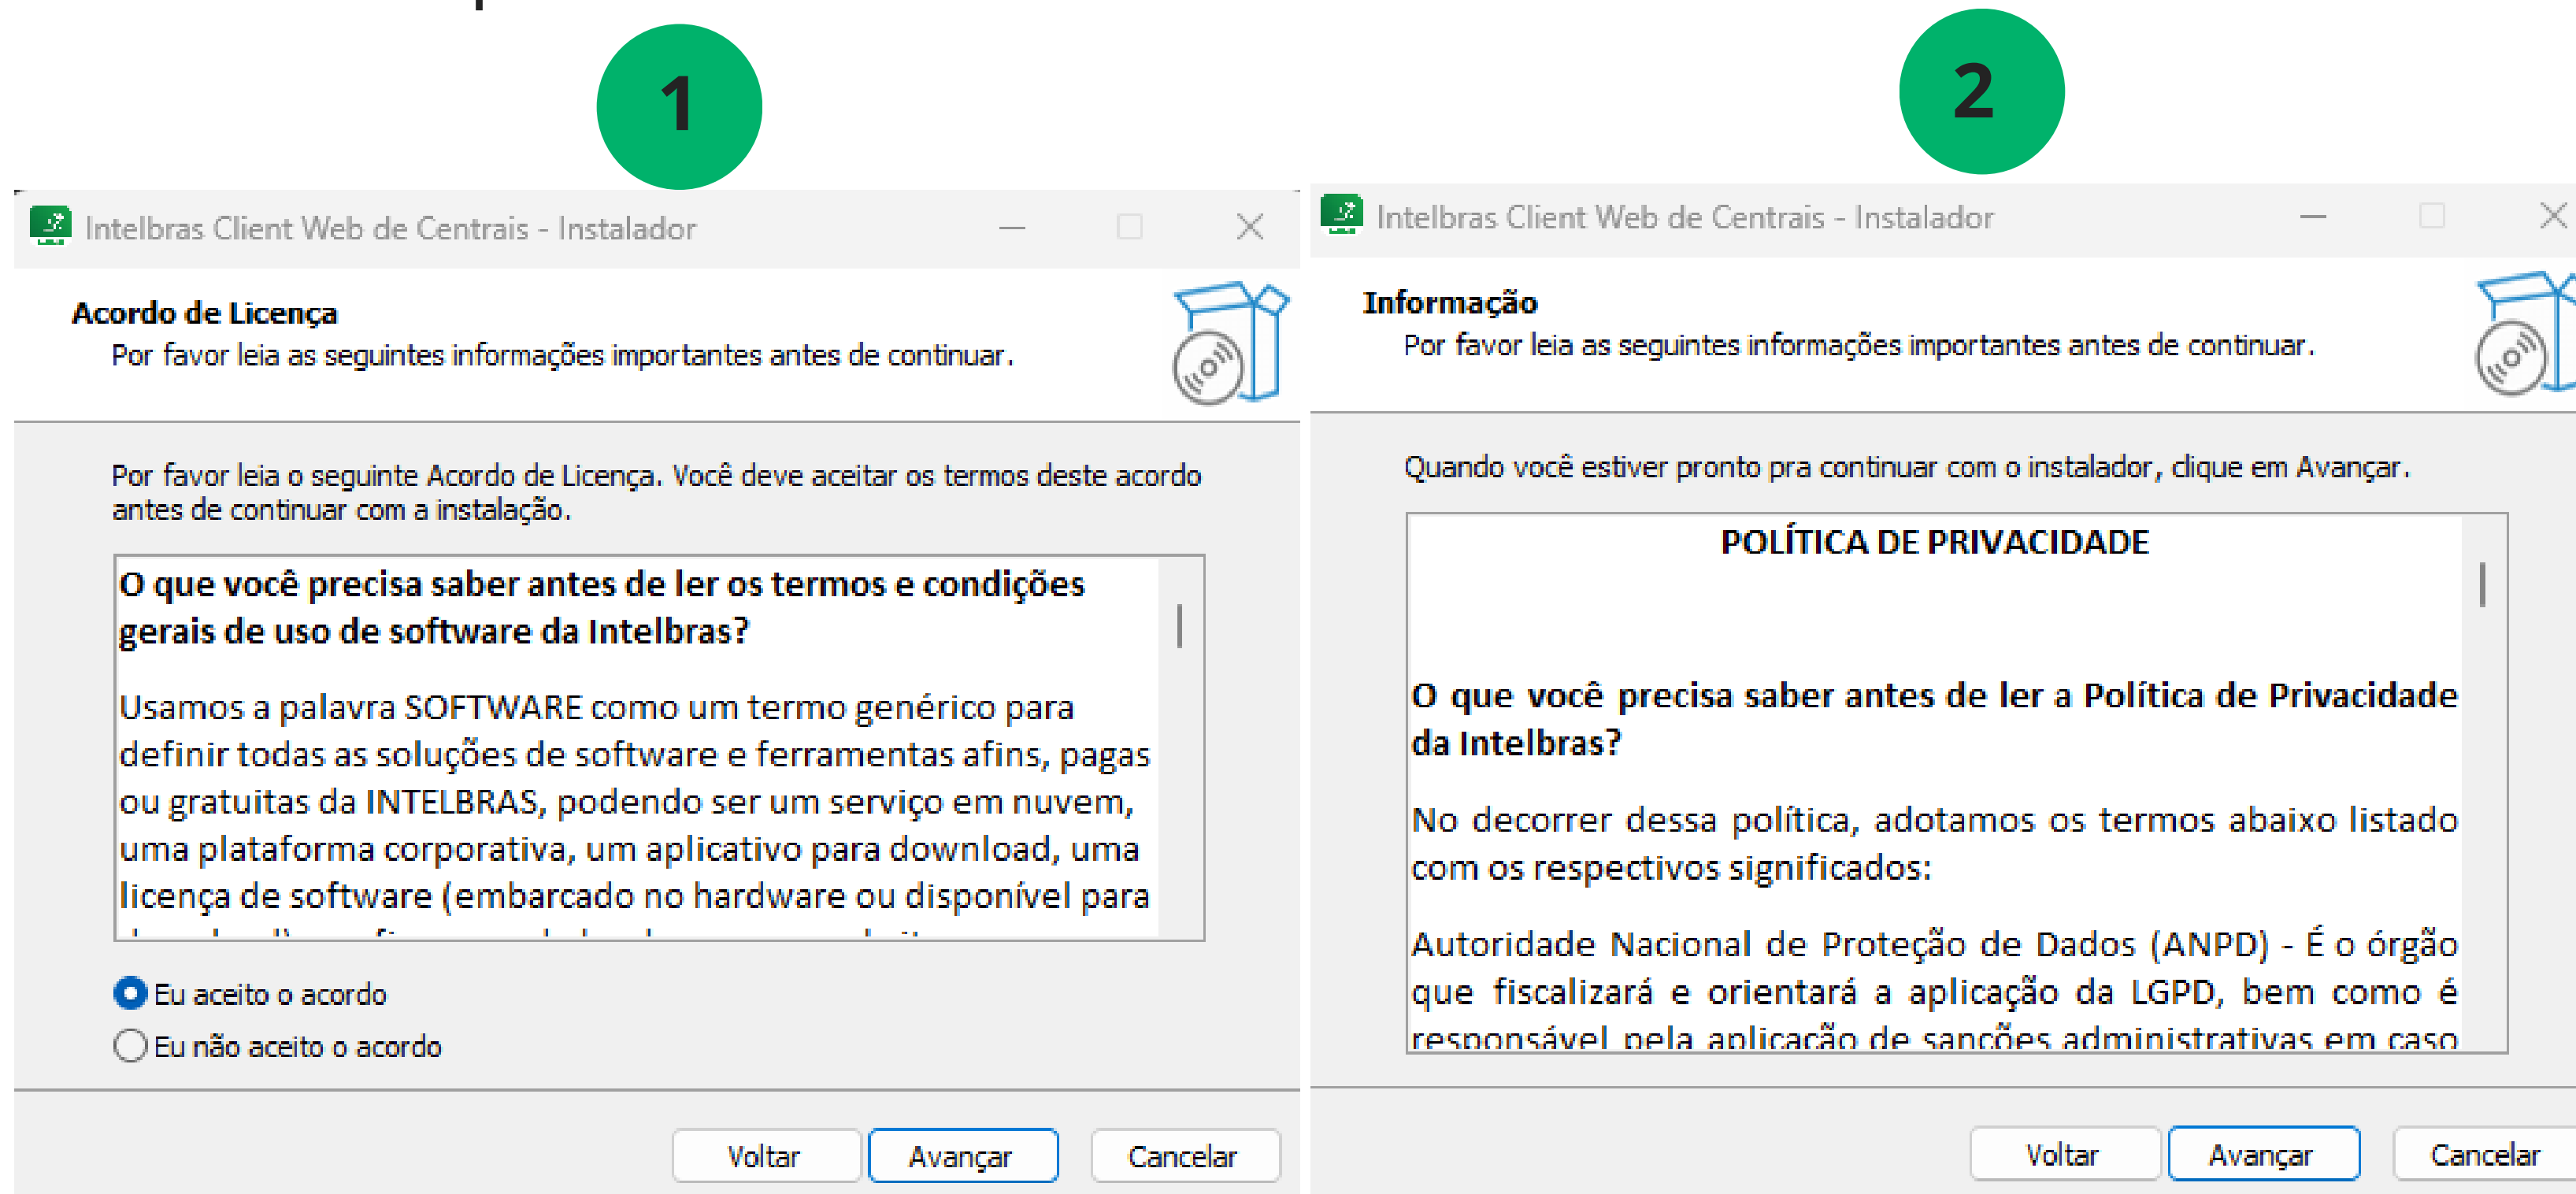 1
Intelbras Client Web de Centrais - Instalador
Acordo de Licença
Por favor leia as seguintes informações importantes antes de continuar.
Por favor leia o seguinte Acordo de Licença. Você deve aceitar os termos deste acordo
antes de continuar com a instalação.
O que você precisa saber antes de ler os termos e condições
gerais de uso de software da Intelbras?
Usamos a palavra SOFTWARE como um termo genérico para
definir todas as soluções de software e ferramentas afins, pagas
ou gratuitas da INTELBRAS, podendo ser um serviço em nuvem,
uma plataforma corporativa, um aplicativo para download, uma
licença de software (embarcado no hardware ou disponível para
Eu aceito o acordo
Eu não aceito o acordo
Voltar
Avançar
Cancelar
2
Intelbras Client Web de Centrais - Instalador
Informação
Por favor leia as seguintes informações importantes antes de continuar.
Quando você estiver pronto pra continuar com o instalador, clique em Avançar.
POLÍTICA DE PRIVACIDADE
O que você precisa saber antes de ler a Política de Privacidade
da Intelbras?
No decorrer dessa política, adotamos os termos abaixo listado
com os respectivos significados:
Autoridade Nacional de Proteção de Dados (ANPD) - É o órgão
que fiscalizará e orientará a aplicação da LGPD, bem como é
responsável pela aplicação de sanções administrativas em caso
Voltar
Avançar
Cancelar